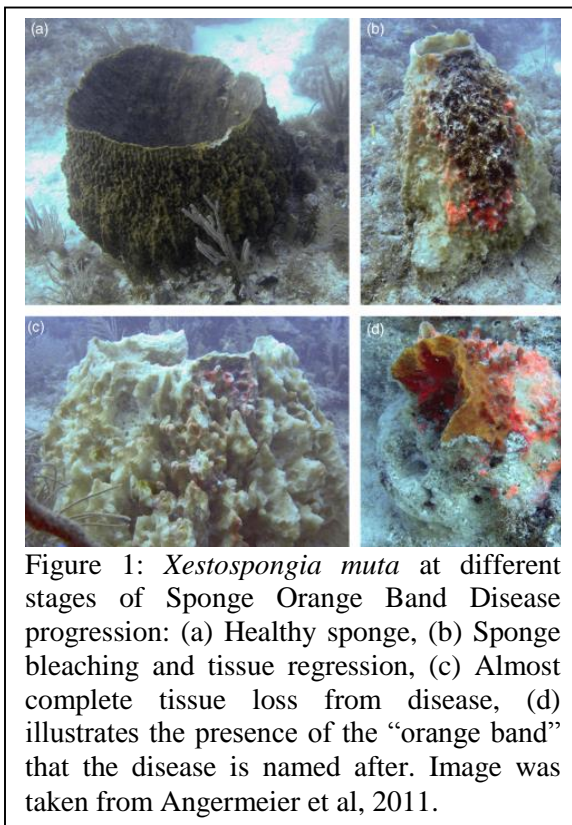 (a)
(b)
(c)
(d)
Figure 1: Xestospongia muta at different
stages of Sponge Orange Band Disease
progression: (a) Healthy sponge, (b) Sponge
bleaching and tissue regression, (c) Almost
complete tissue loss from disease, (d)
illustrates the presence of the “orange band”
that the disease is named after. Image was
taken from Angermeier et al, 2011.